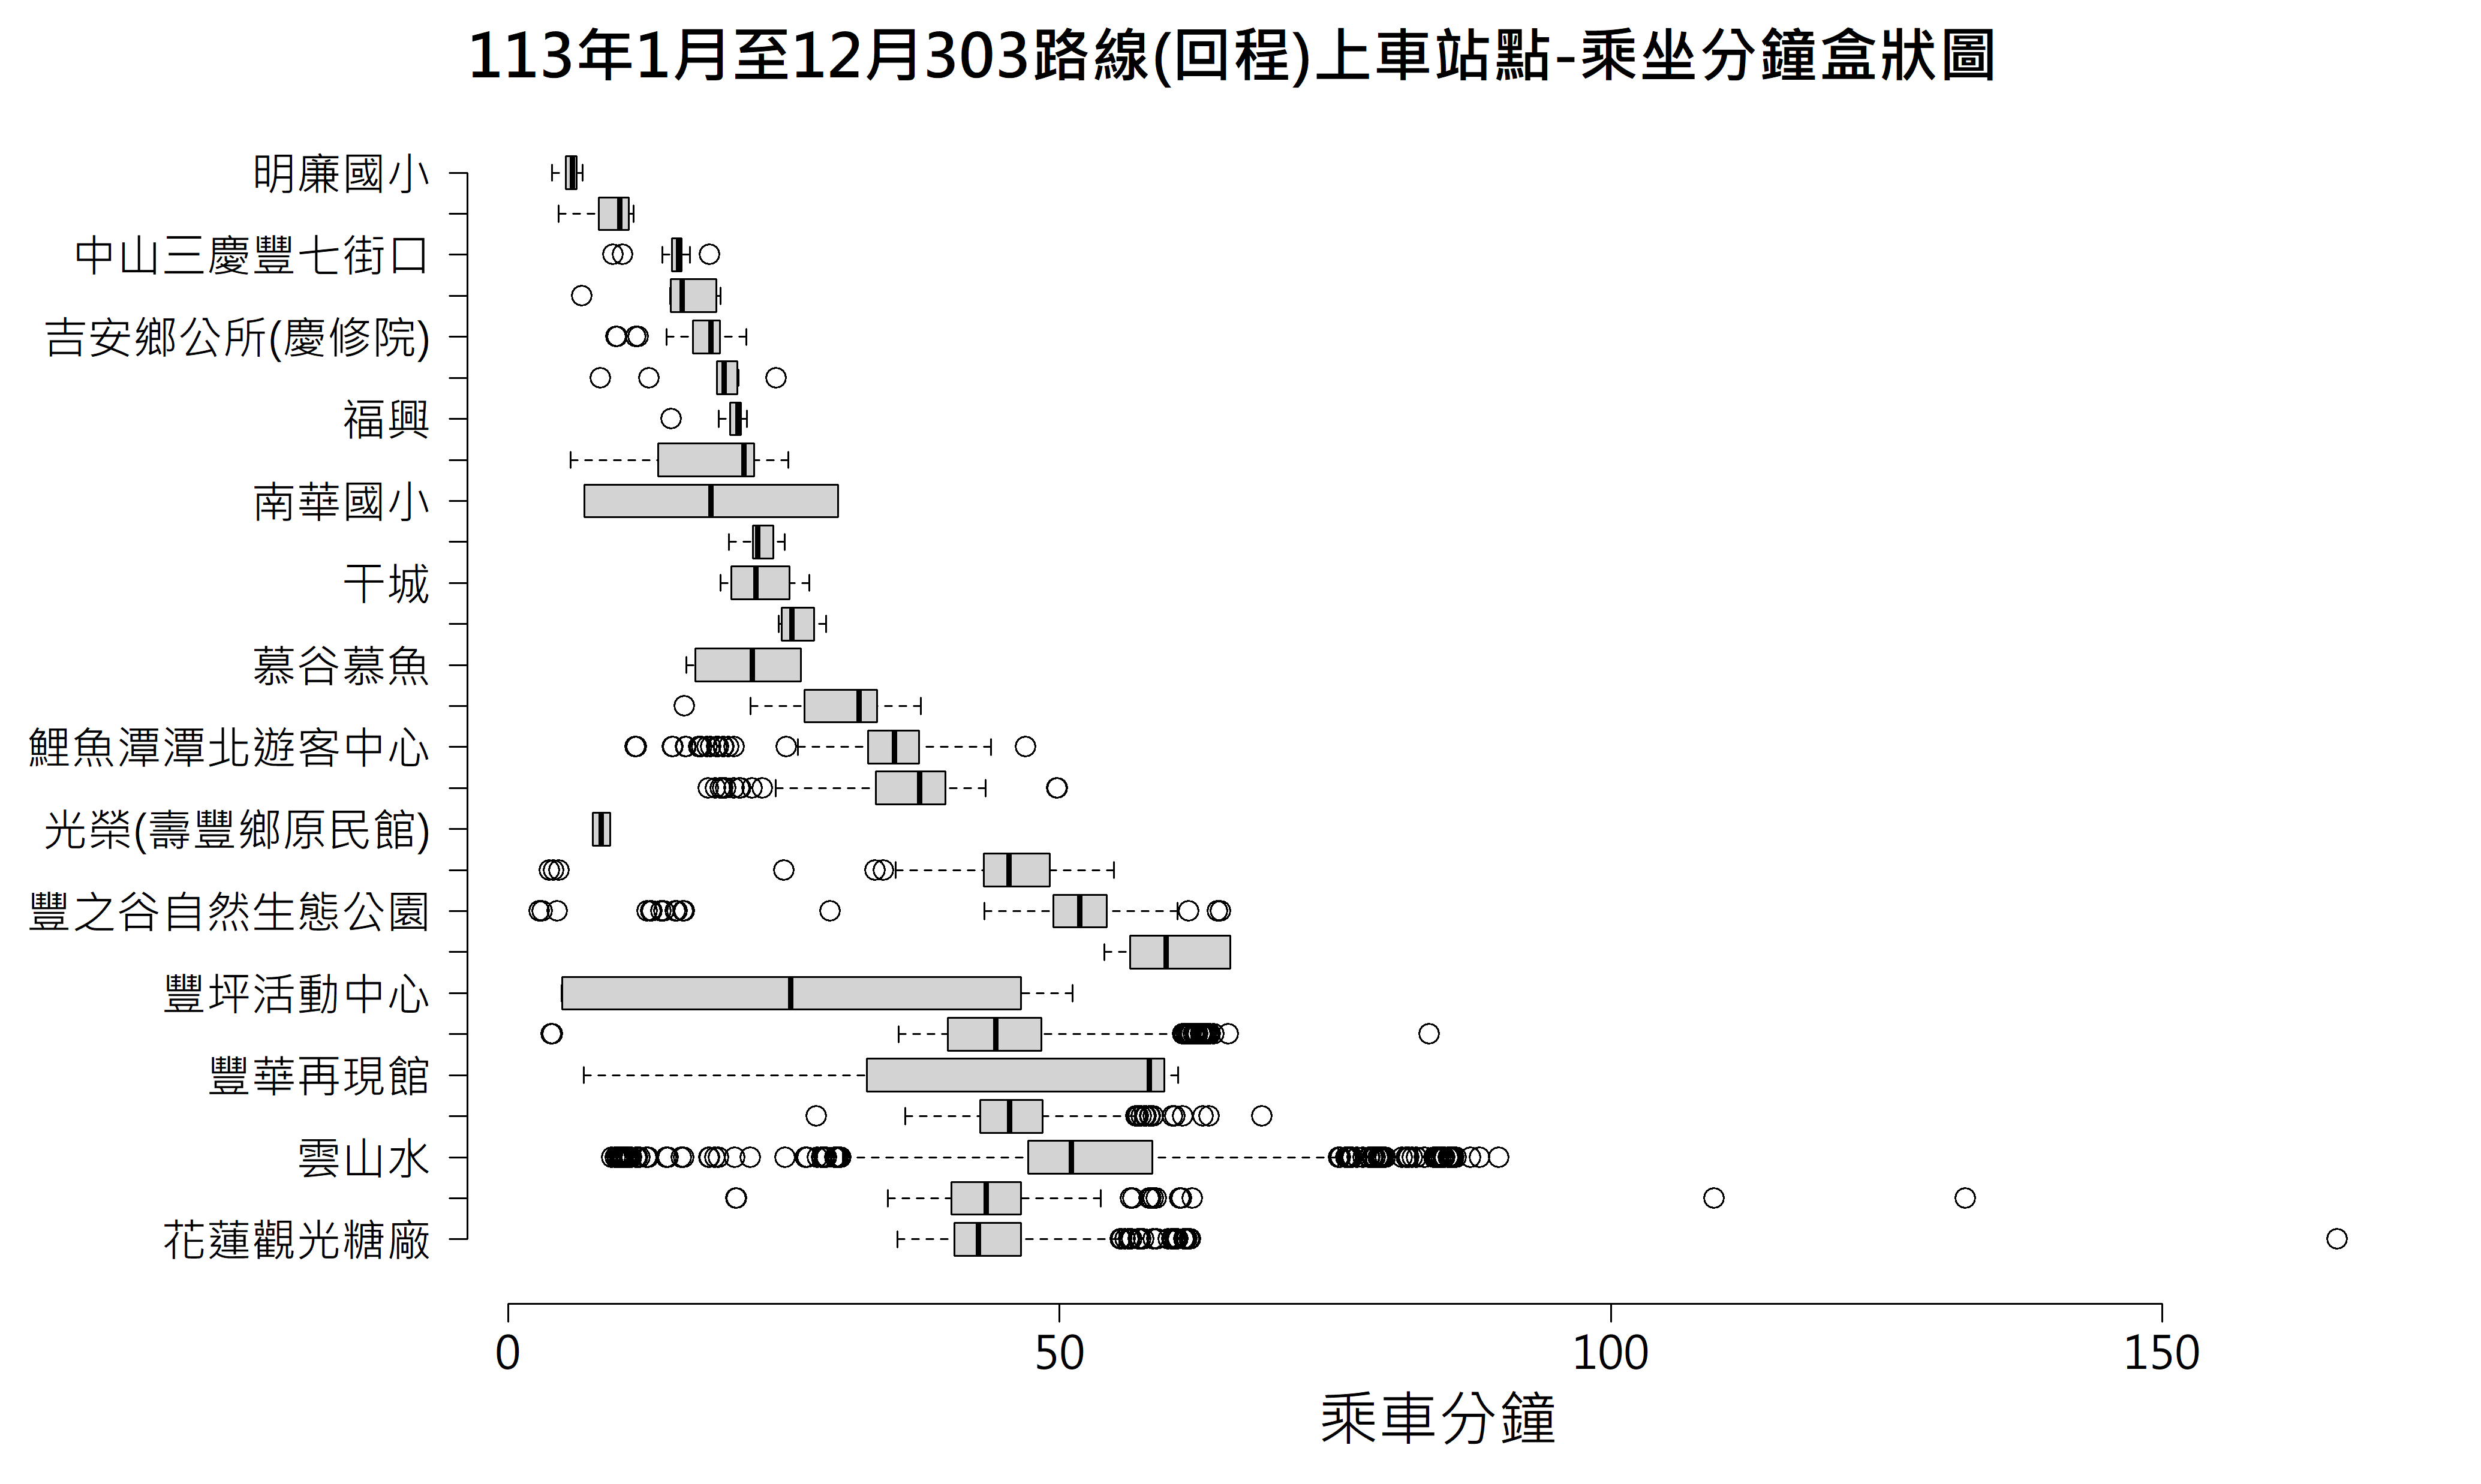 113年1月至12月303路線(回程)上車站點-乘坐分鐘盒狀圖
明廉國小
中山三慶豐七街口
吉安鄉公所(慶修院)
福興
南華國小
干城
慕谷慕魚
鯉魚潭潭北遊客中心
光榮(壽豐鄉原民館)
豐之谷自然生態公園
豐坪活動中心
豐華再現館
雲山水
花蓮觀光糖廠
0 50 100 150
乘車分鐘